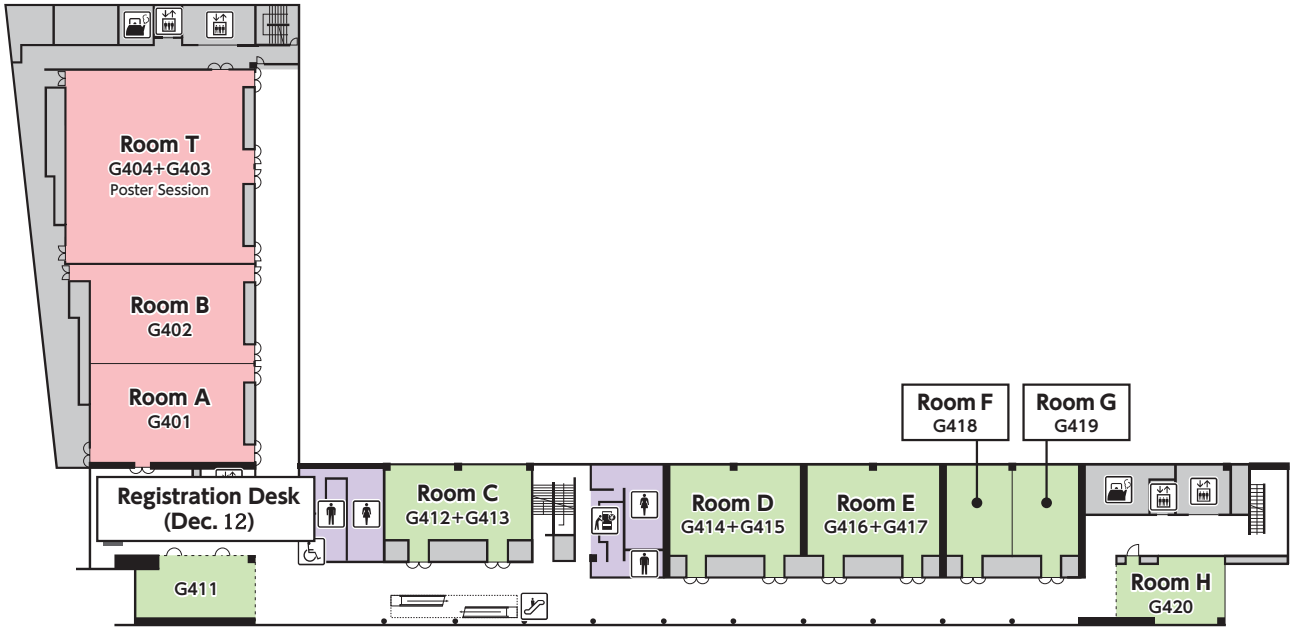 Room T
G404+G403
Poster Session
Room B
G402
Room A
G401
Room F
G418
Room G
G419
Registration Desk
(Dec. 12)
Room C
G412+G413
Room D
G414+G415
Room E
G416+G417
G411
Room H
G420